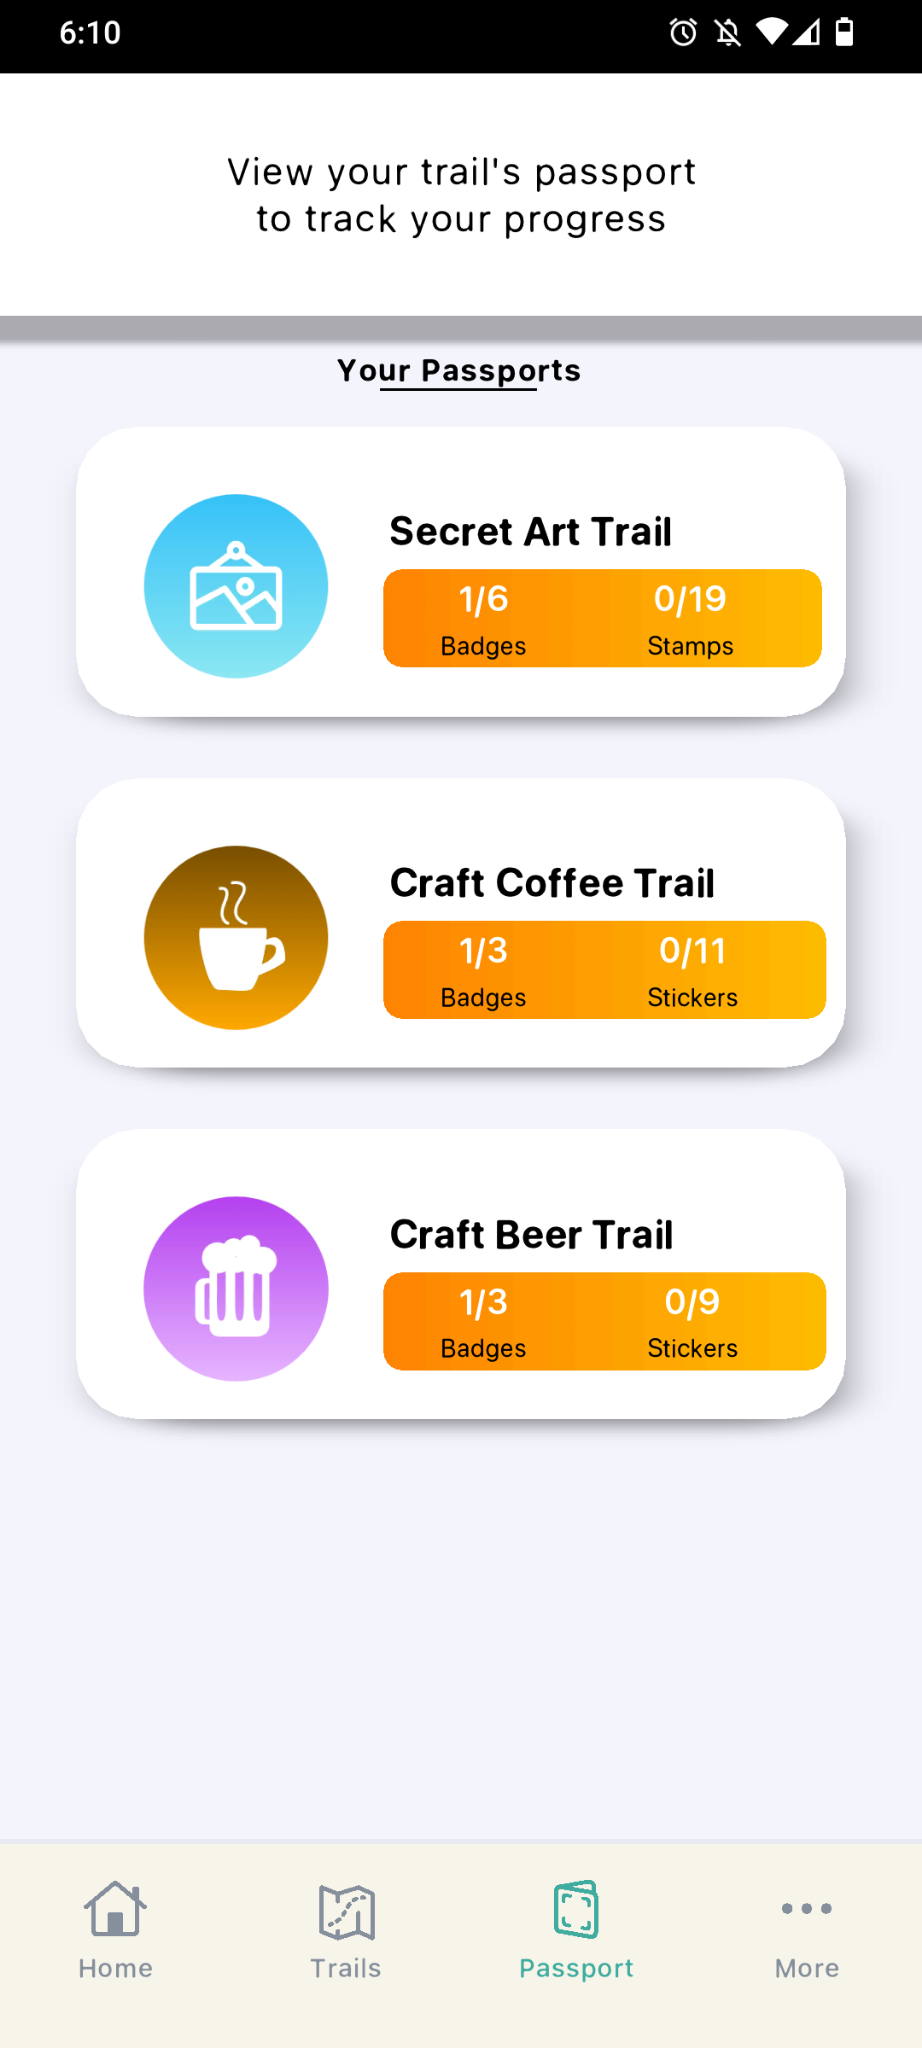 6:10
View your trail's passport
to track your progress
Your Passports
Secret Art Trail
1/6 0/19
Badges Stamps
Craft Coffee Trail
1/3 0/11
Badges Stickers
Craft Beer Trail
1/3 0/9
Badges Stickers
Home Trails Passport More